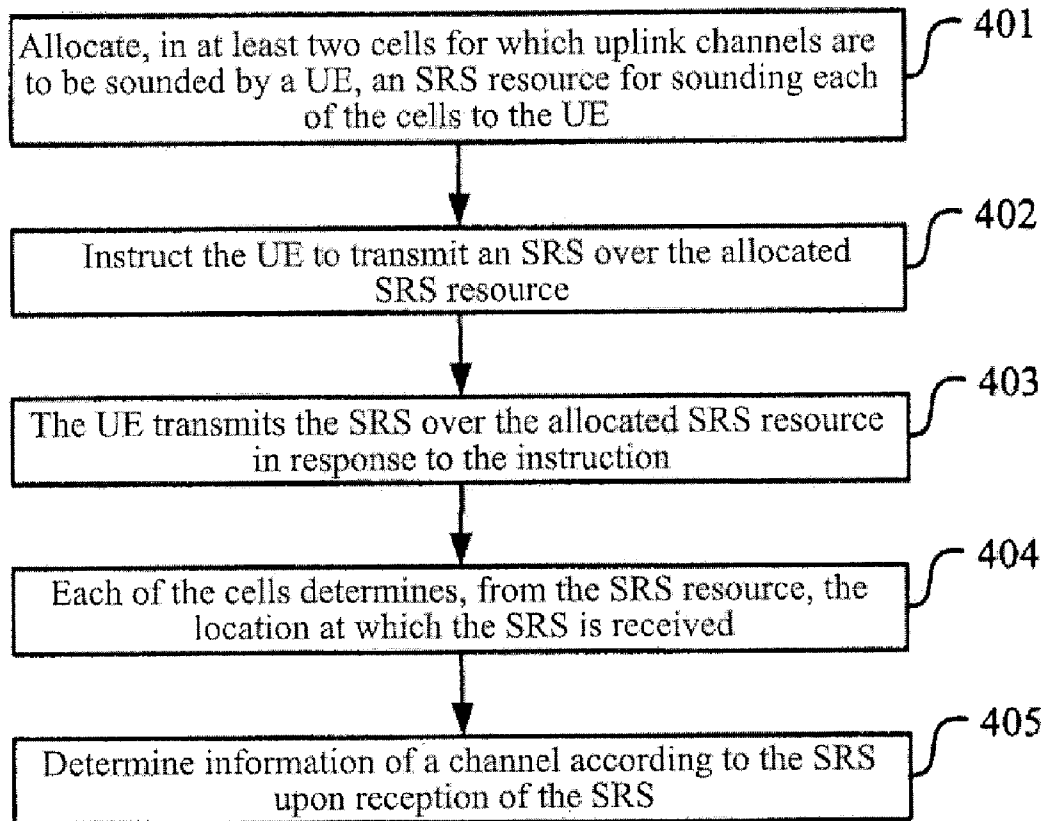 Allocate, in at least two cells for which uplink channels are
to be sounded by a UE, an SRS resource for sounding each
of the cells to the UE
401
Instruct the UE to transmit an SRS over the allocated
SRS resource
402
The UE transmits the SRS over the allocated SRS resource
in response to the instruction
403
Each of the cells determines, from the SRS resource, the
location at which the SRS is received
404
Determine information of a channel according to the SRS
upon reception of the SRS
405